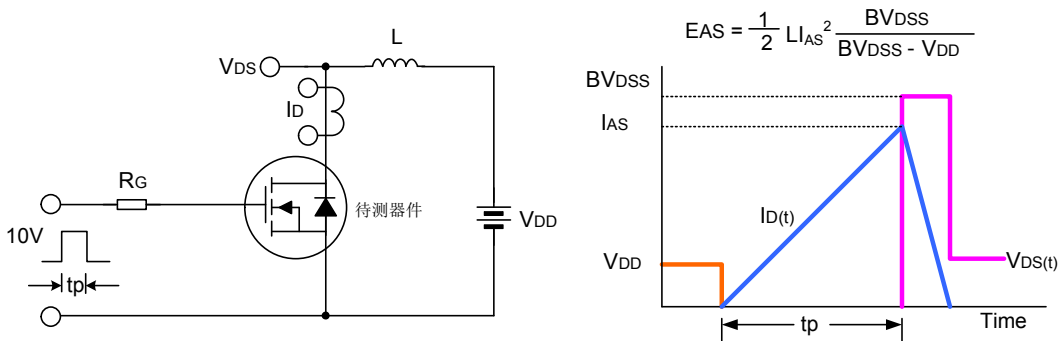 VDS
L
ID
RG
待测器件
10V
tp
VDD
EAS = 1/2 LIAS² BVDSS / (BVDSS - VDD)
BVDSS
IAS
ID(t)
VDD
VDS(t)
tp
Time